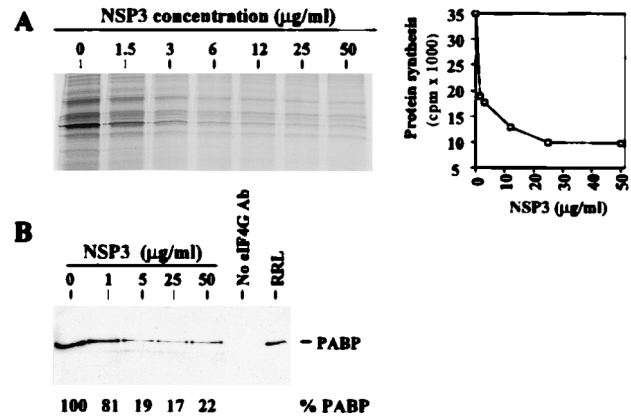 A
NSP3 concentration (µg/ml)
0 1.5 3 6 12 25 50
Protein synthesis
(cpm x 1000)
35
30
25
20
15
10
5
0 10 20 30 40 50
NSP3 (µg/ml)
B
NSP3 (µg/ml)
0 1 5 25 50
No eIF4G Ab
RRL
– PABP
100 81 19 17 22 % PABP